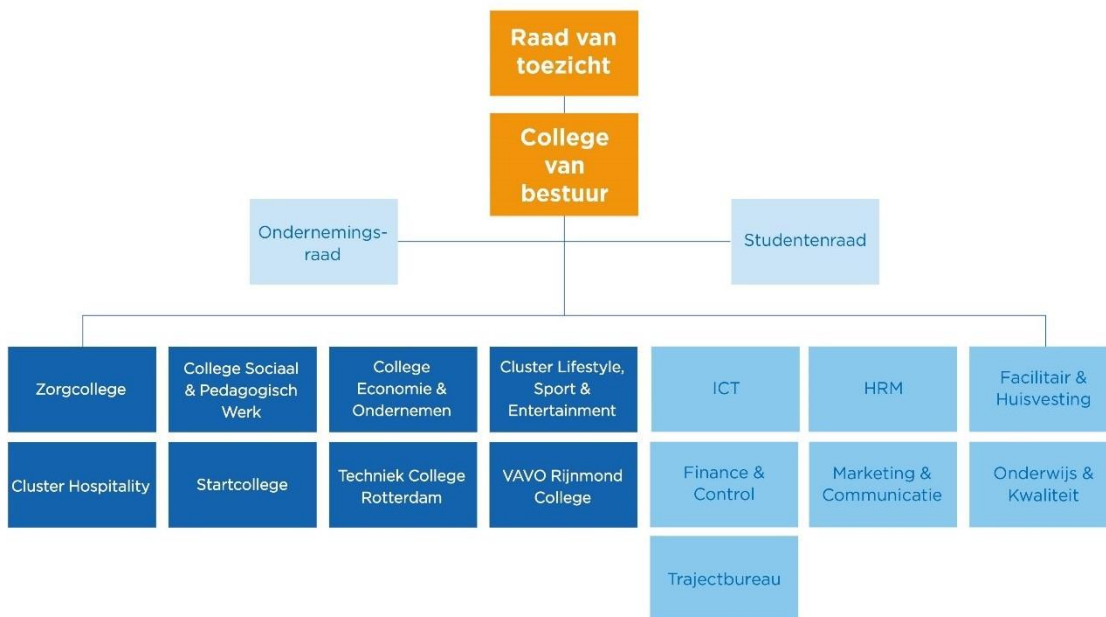 Raad van
toezicht
College
van
bestuur
Ondernemings-
raad
Studentenraad
Zorgcollege
College Sociaal
& Pedagogisch
Werk
College
Economie &
Ondernemen
Cluster Lifestyle,
Sport &
Entertainment
ICT
HRM
Facilitair &
Huisvesting
Cluster Hospitality
Startcollege
Techniek College
Rotterdam
VAVO Rijnmond
College
Finance &
Control
Marketing &
Communicatie
Onderwijs &
Kwaliteit
Trajectbureau